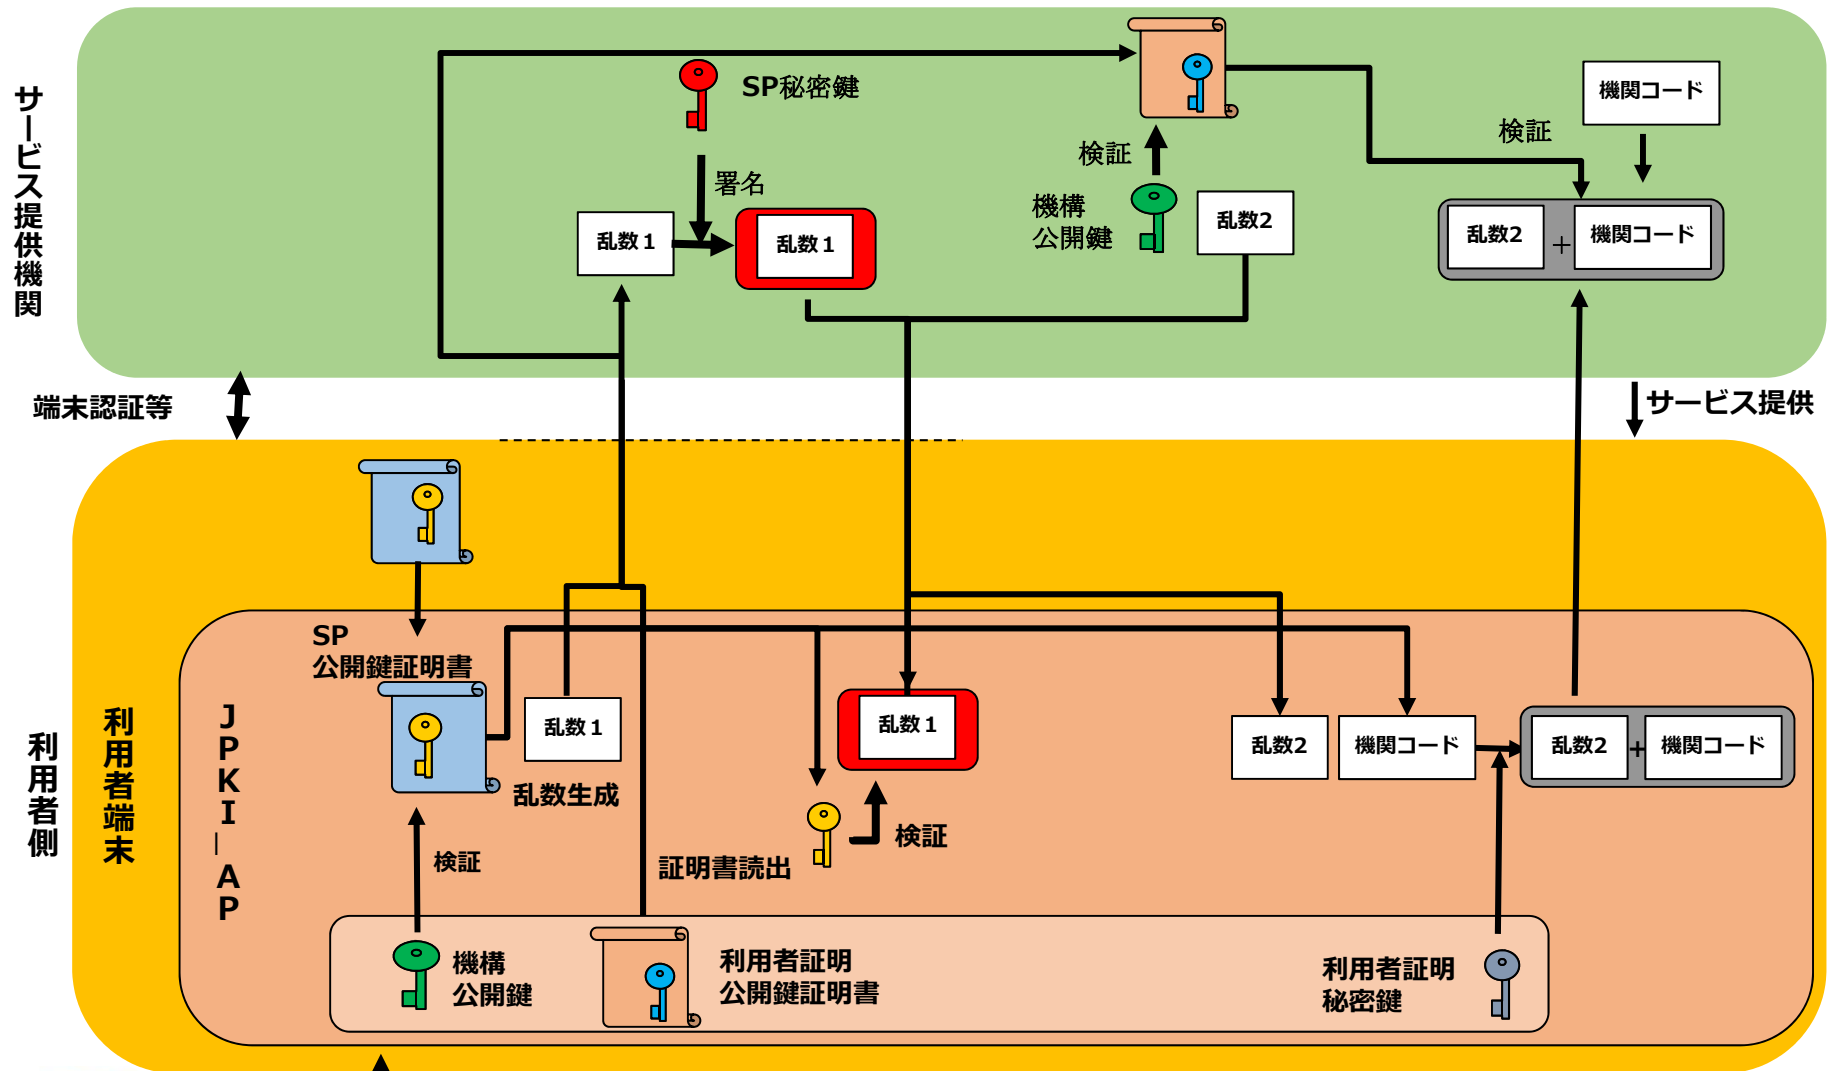 サービス提供機関
SP秘密鍵
署名
乱数１
乱数１
検証
機構
公開鍵
乱数2
機関コード
検証
乱数2
+
機関コード
端末認証等
サービス提供
利用者側
利用者端末
JPKI_AP
SP
公開鍵証明書
乱数１
乱数生成
検証
乱数１
検証
証明書読出
乱数2
機関コード
乱数2
+
機関コード
機構
公開鍵
利用者証明
公開鍵証明書
利用者証明
秘密鍵